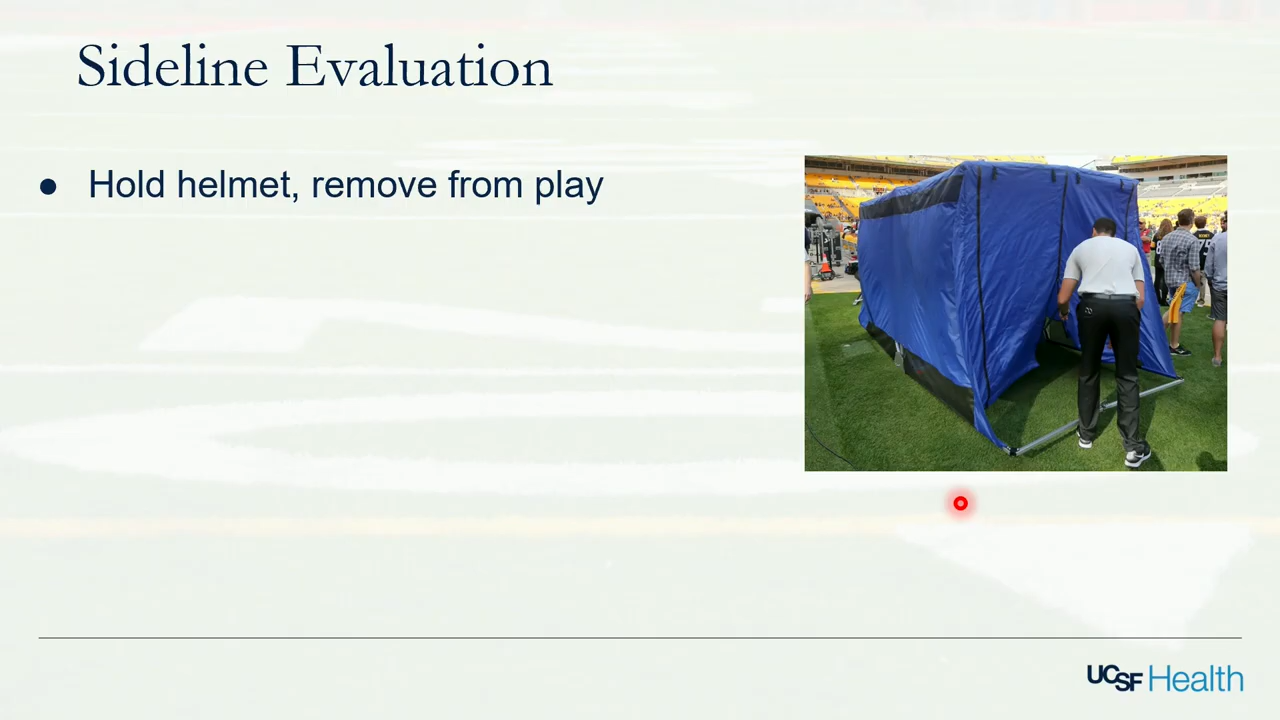 Sideline Evaluation
● Hold helmet, remove from play
UCSF Health